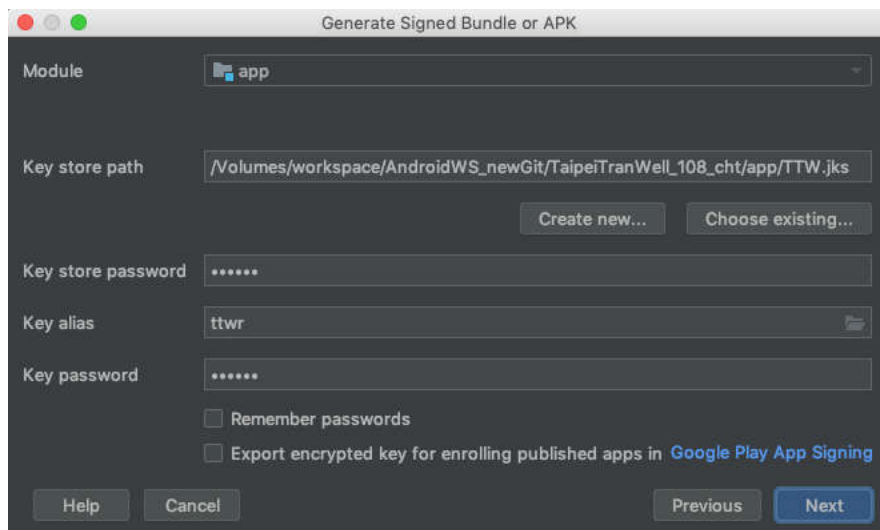 Generate Signed Bundle or APK
Module app
Key store path /Volumes/workspace/AndroidWS_newGit/TaipeiTranWell_108_cht/app/TTW.jks
Create new... Choose existing...
Key store password ••••••
Key alias ttwr
Key password ••••••
Remember passwords
Export encrypted key for enrolling published apps in Google Play App Signing
Help Cancel Previous Next